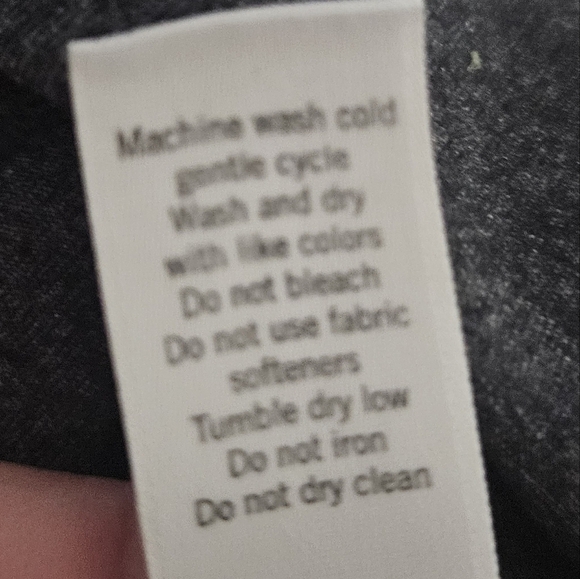 Machine wash cold
gentle cycle
Wash and dry
with like colors
Do not bleach
Do not use fabric
softeners
Tumble dry low
Do not iron
Do not dry clean